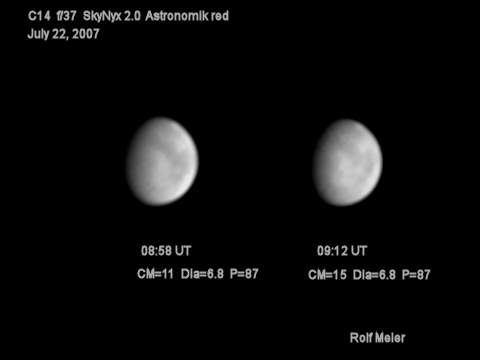 C14 f/37 SkyNyx 2.0 Astronomik red
July 22, 2007
08:58 UT
CM=11 Dia=6.8 P=87
09:12 UT
CM=15 Dia=6.8 P=87
Rolf Meier